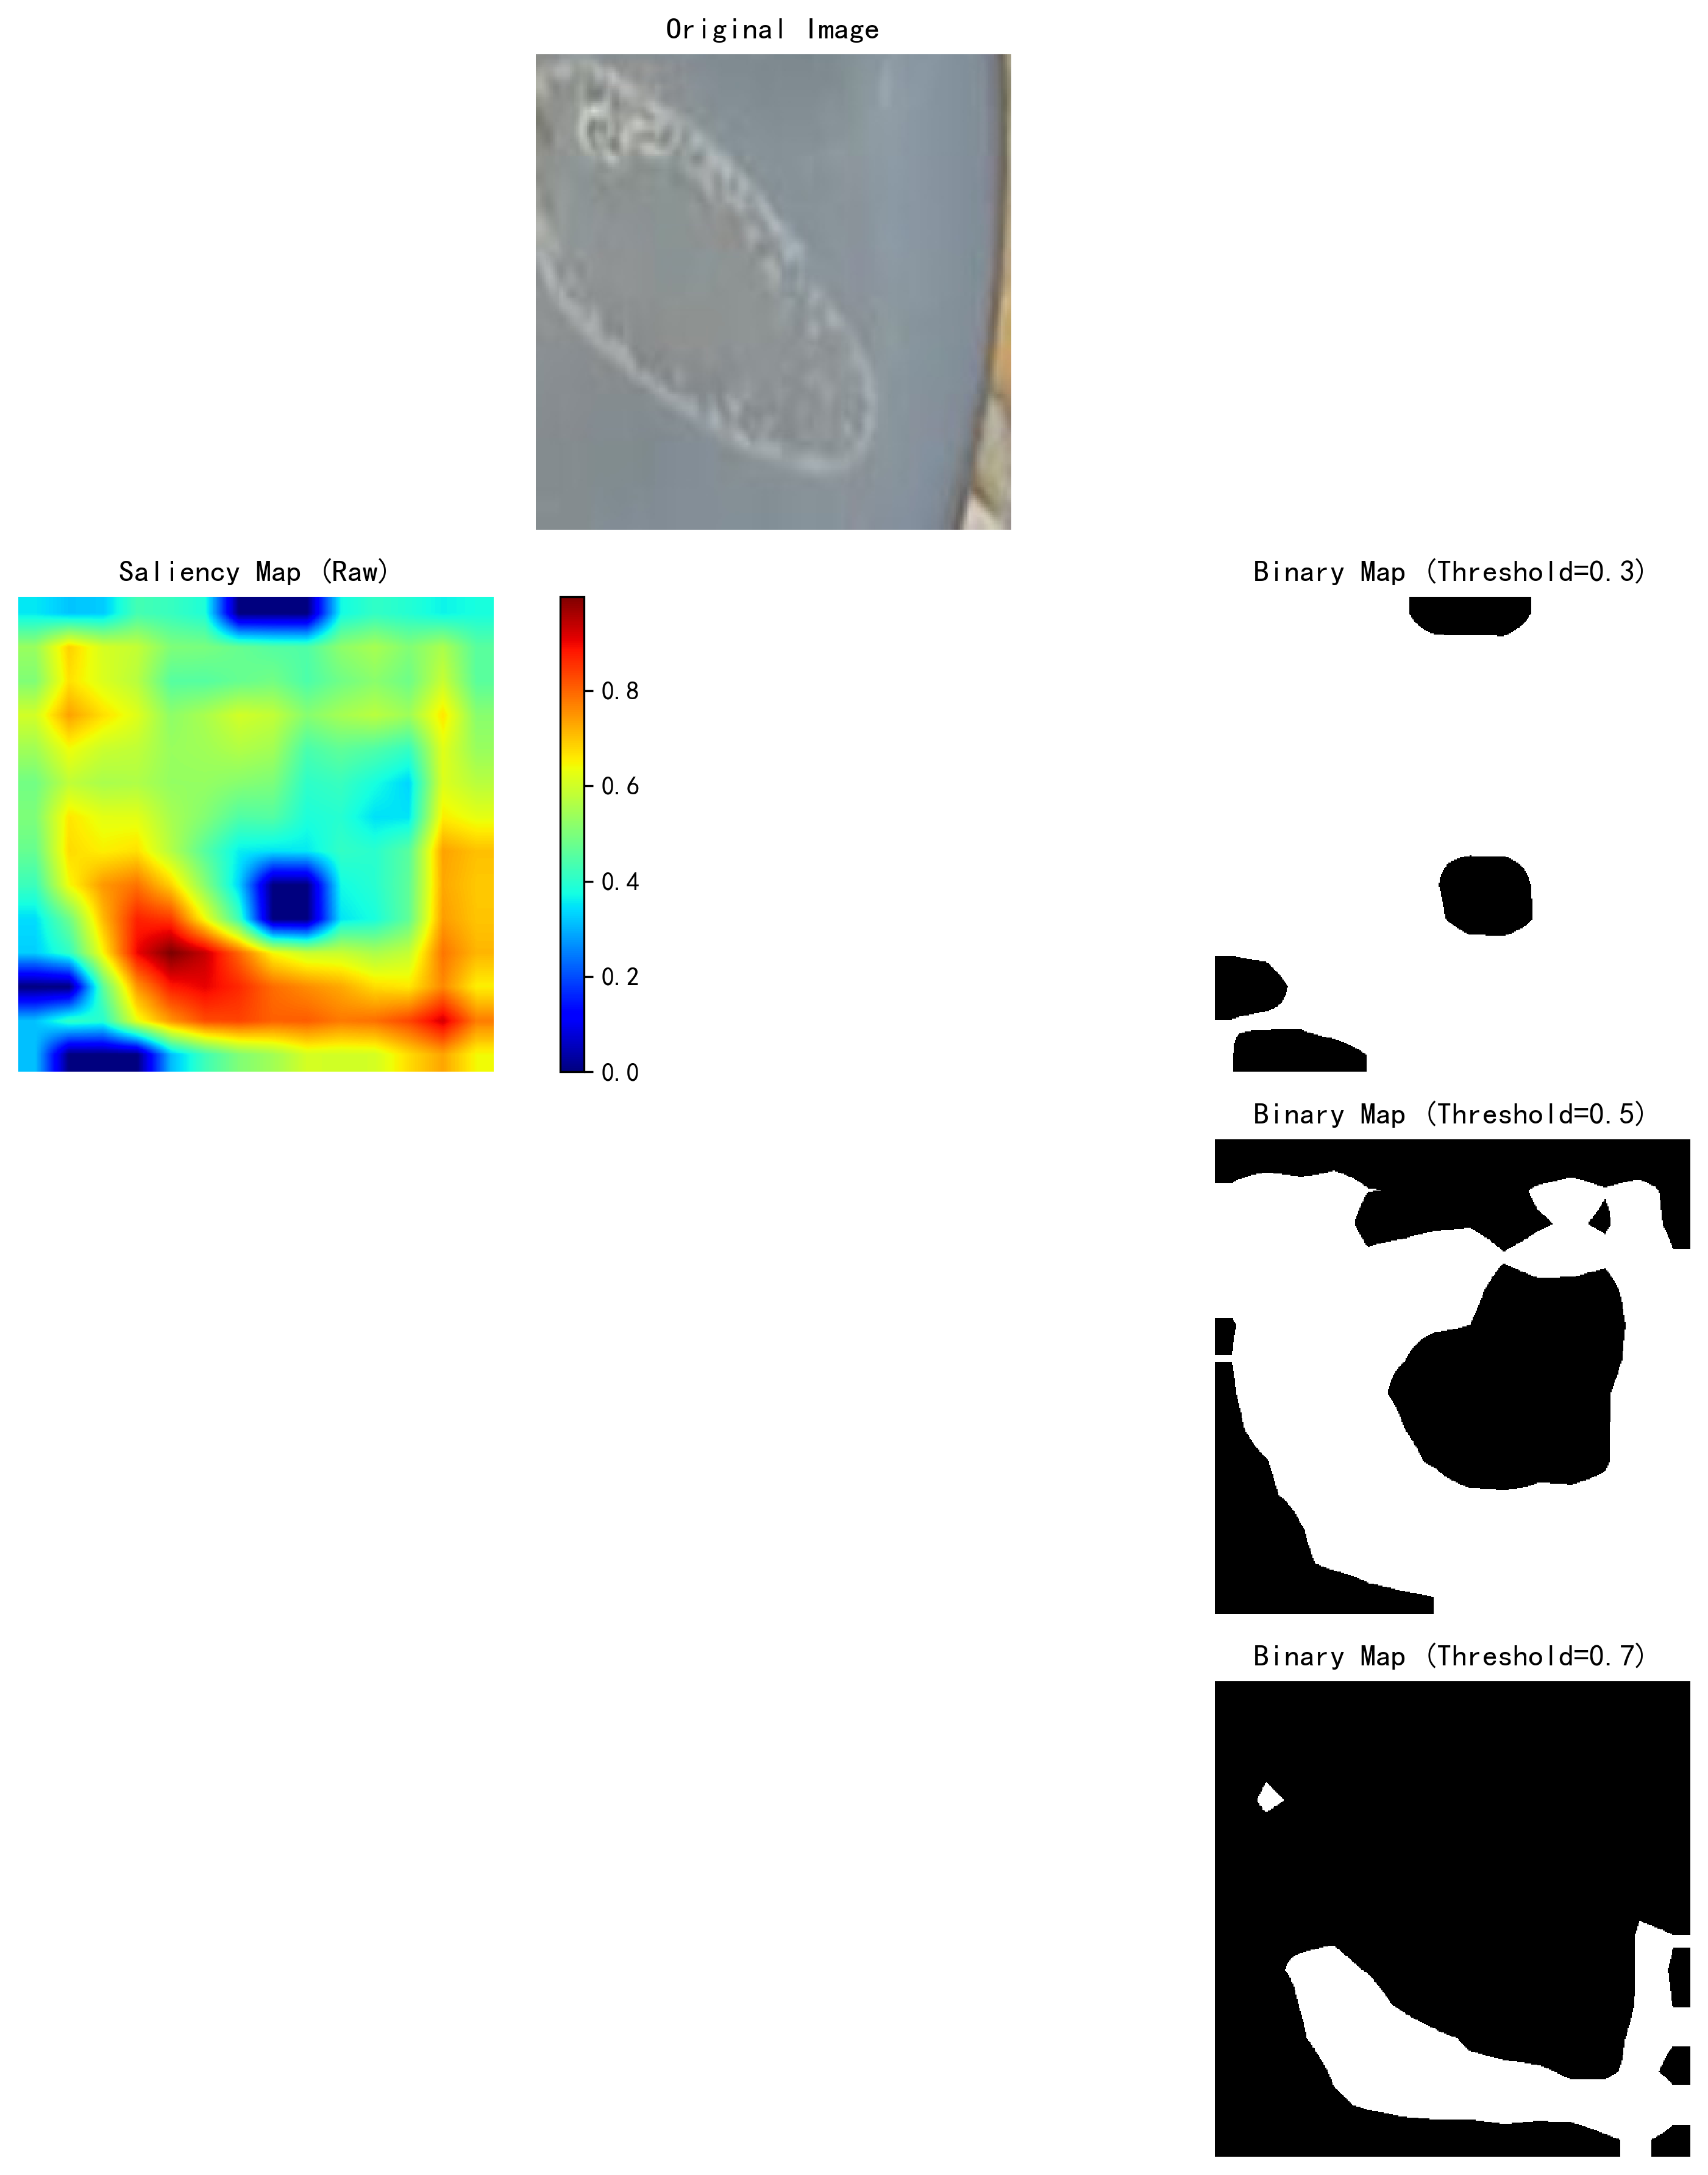 Original Image
Saliency Map (Raw)
Binary Map (Threshold=0.3)
0.8
0.6
0.4
0.2
0.0
Binary Map (Threshold=0.5)
Binary Map (Threshold=0.7)